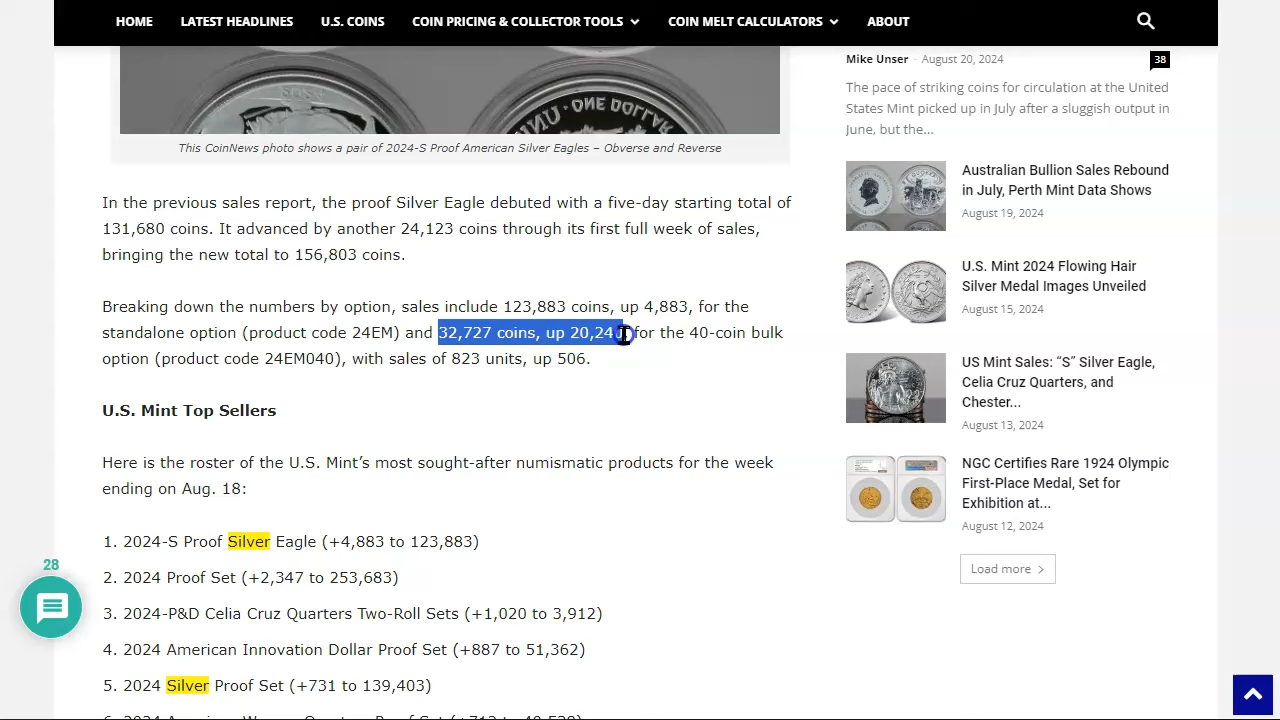 HOME LATEST HEADLINES U.S. COINS COIN PRICING & COLLECTOR TOOLS COIN MELT CALCULATORS ABOUT
ONE DOLLAR
This CoinNews photo shows a pair of 2024-S Proof American Silver Eagles – Obverse and Reverse
In the previous sales report, the proof Silver Eagle debuted with a five-day starting total of
131,680 coins. It advanced by another 24,123 coins through its first full week of sales,
bringing the new total to 156,803 coins.
Breaking down the numbers by option, sales include 123,883 coins, up 4,883, for the
standalone option (product code 24EM) and 32,727 coins, up 20,24 for the 40-coin bulk
option (product code 24EM040), with sales of 823 units, up 506.
U.S. Mint Top Sellers
Here is the roster of the U.S. Mint's most sought-after numismatic products for the week
ending on Aug. 18:
1. 2024-S Proof Silver Eagle (+4,883 to 123,883)
2. 2024 Proof Set (+2,347 to 253,683)
3. 2024-P&D Celia Cruz Quarters Two-Roll Sets (+1,020 to 3,912)
4. 2024 American Innovation Dollar Proof Set (+887 to 51,362)
5. 2024 Silver Proof Set (+731 to 139,403)
28
Mike Unser - August 20, 2024
38
The pace of striking coins for circulation at the United
States Mint picked up in July after a sluggish output in
June, but the...
Australian Bullion Sales Rebound
in July, Perth Mint Data Shows
August 19, 2024
U.S. Mint 2024 Flowing Hair
Silver Medal Images Unveiled
August 15, 2024
US Mint Sales: “S” Silver Eagle,
Celia Cruz Quarters, and
Chester...
August 13, 2024
NGC Certifies Rare 1924 Olympic
First-Place Medal, Set for
Exhibition at...
August 12, 2024
Load more